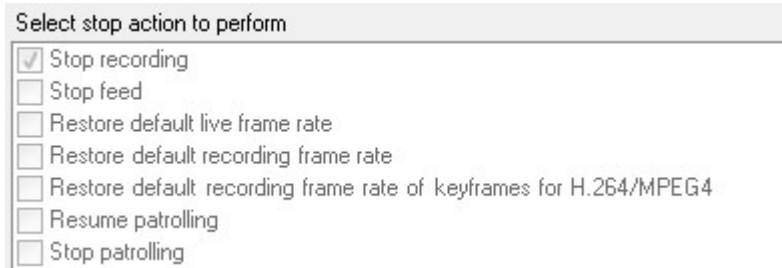 Select stop action to perform
Stop recording
Stop feed
Restore default live frame rate
Restore default recording frame rate
Restore default recording frame rate of keyframes for H.264/MPEG4
Resume patrolling
Stop patrolling